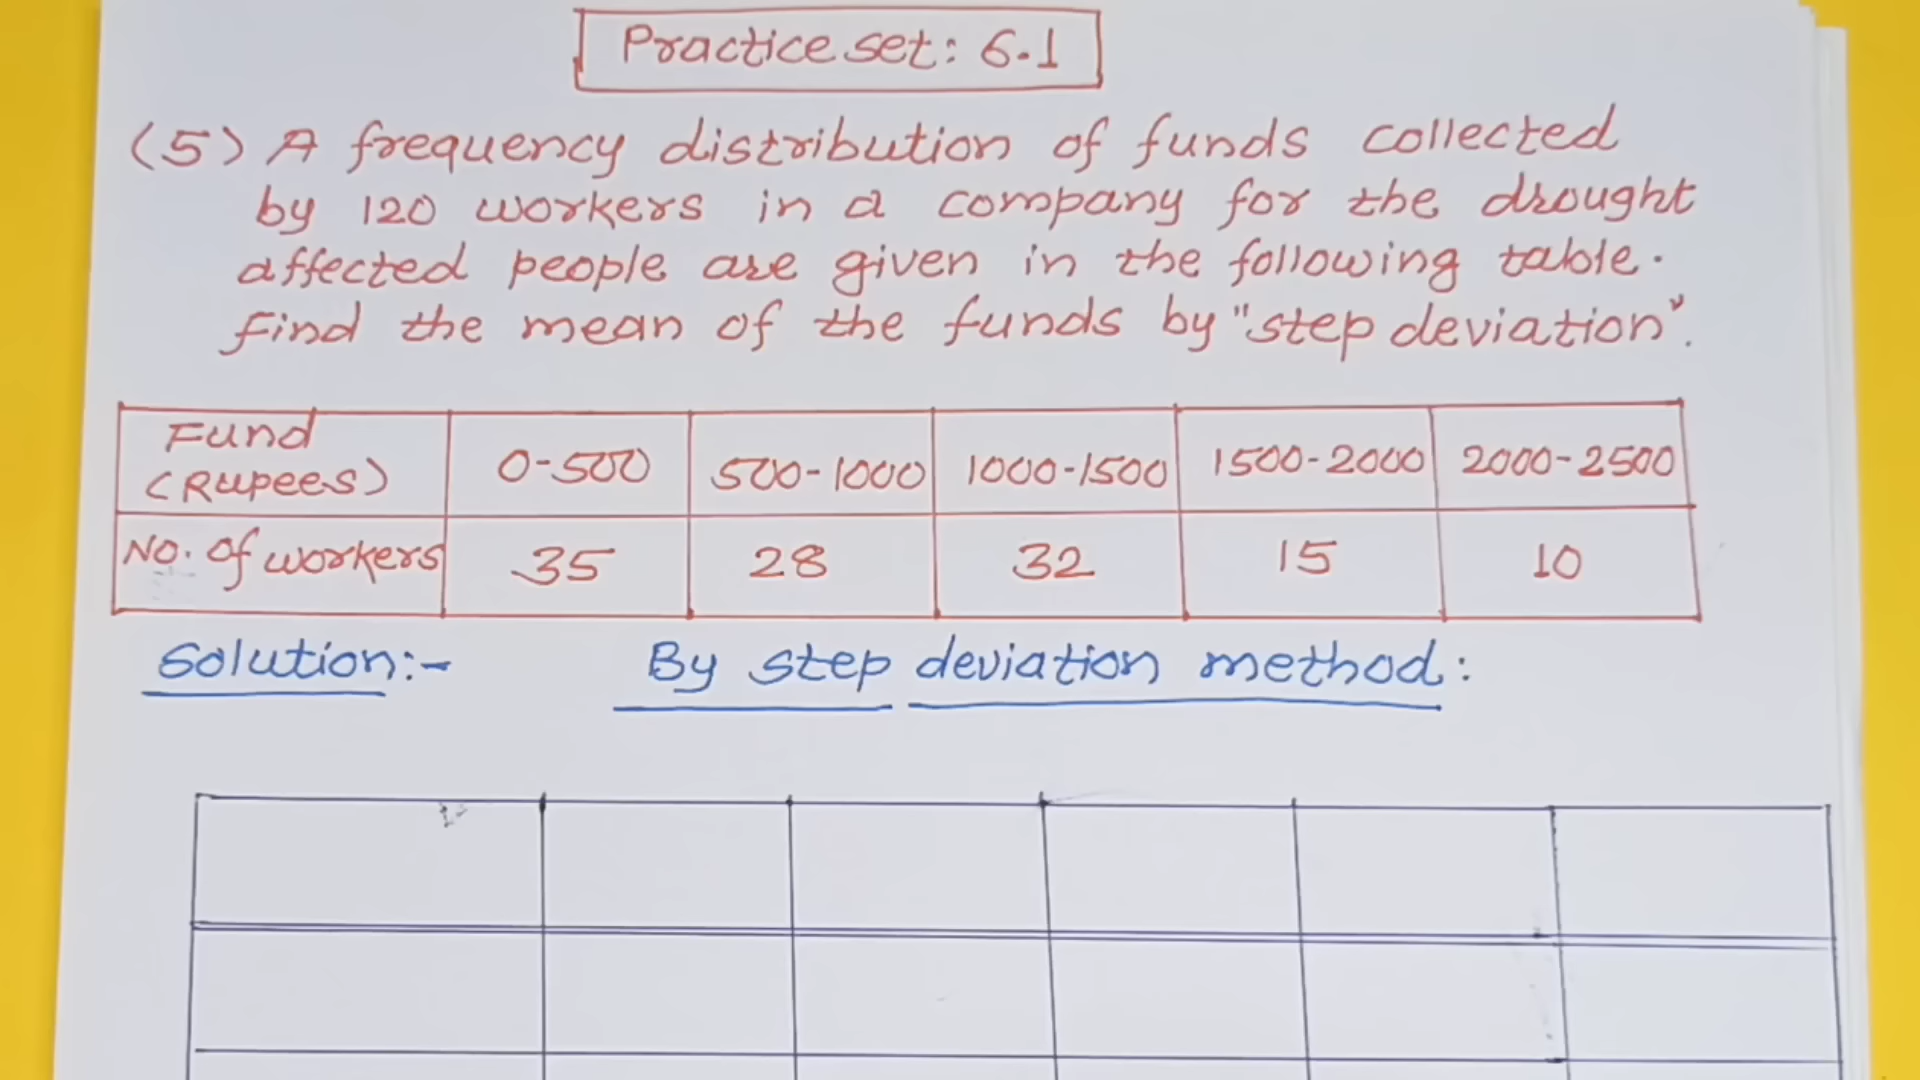 Practice set: 6.1
(5) A frequency distribution of funds collected
by 120 workers in a company for the drought
affected people are given in the following table.
Find the mean of the funds by "step deviation".
Fund (Rupees) 0-500 500-1000 1000-1500 1500-2000 2000-2500
No. of workers 35 28 32 15 10
Solution:- By step deviation method: